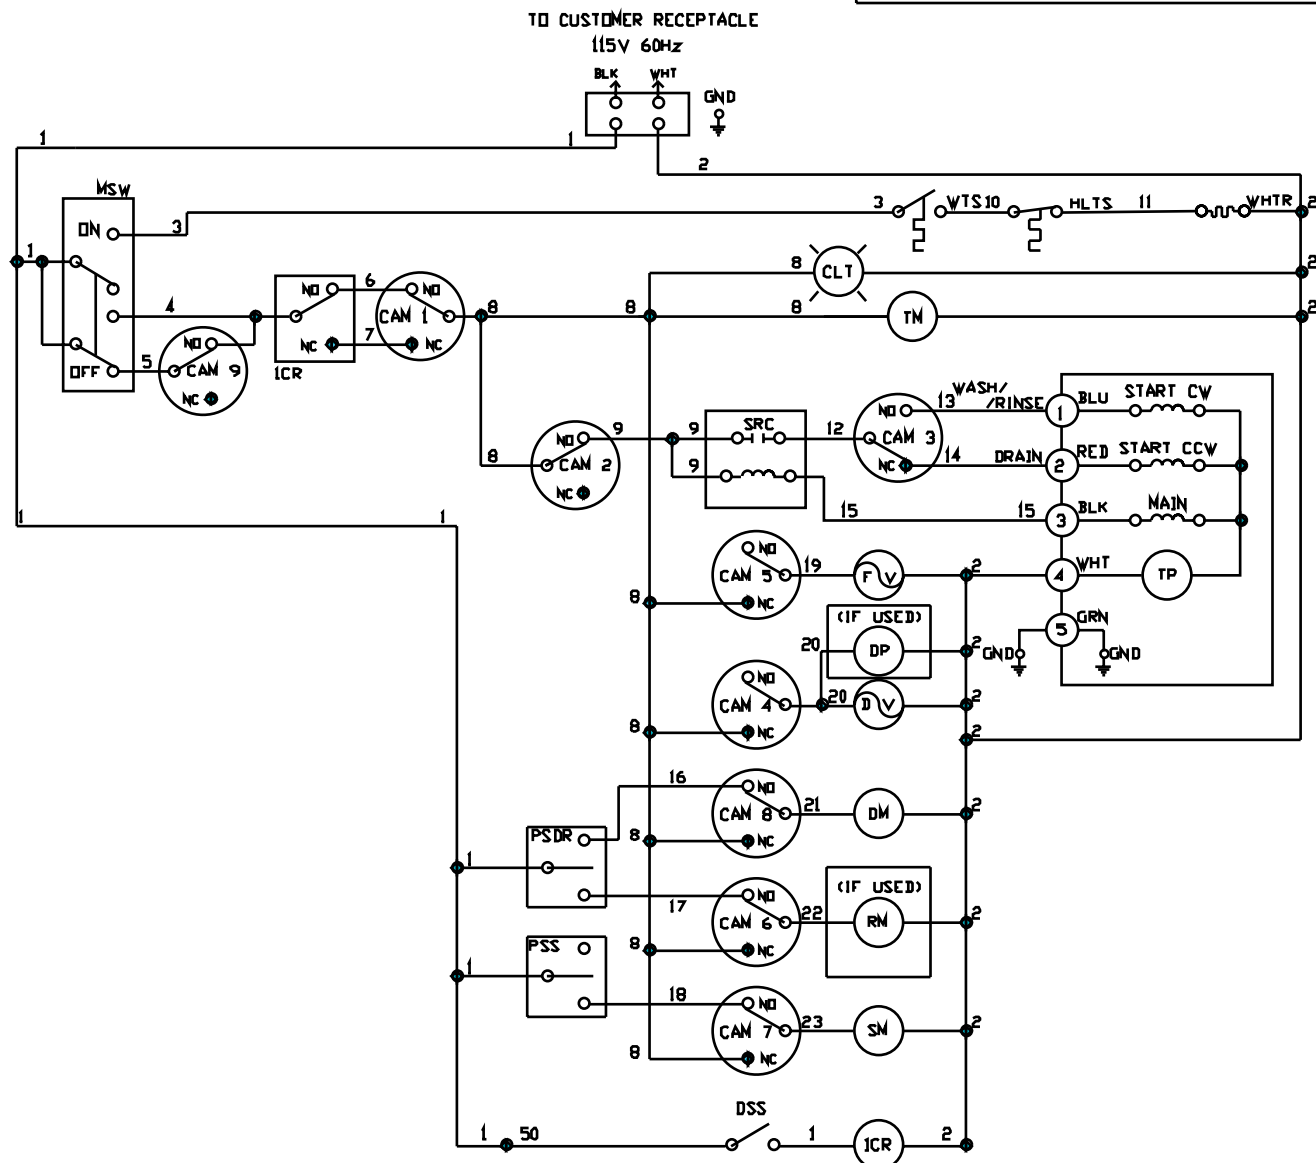 TO CUSTOMER RECEPTACLE
115V 60Hz
BLK WHT
GND
1 1
2
MSW
ON 3 3 WTS 10 HLTS 11 WHTR 2
1
8 CLT 2
4 NO 6 NO CAM 1 8 8 8 TM 2
NO 7
OFF 5 CAM 9 NC NC
1CR
NC
WASH/
/RINSE
13 1 BLU START CW
NO
9 9 SRC 12 CAM 3
NO
8 CAM 2 9 NC 14 DRAIN 2 RED START CCW
NC
15 15 3 BLK MAIN
1 1
NO
CAM 5 19 F V 2 4 WHT TP
8 NC
(IF USED)
20 DP 2
5 GRN
GND GND
NO
CAM 4 20 D V 2
8 NC 2
16 NO
CAM 8 21 DM 2
PSDR 8 NC
1
17 NO (IF USED)
CAM 6 22 RM 2
PSS 8 NC
1
18 NO
CAM 7 23 SM 2
8 NC
DSS
1 50 1 1CR 2